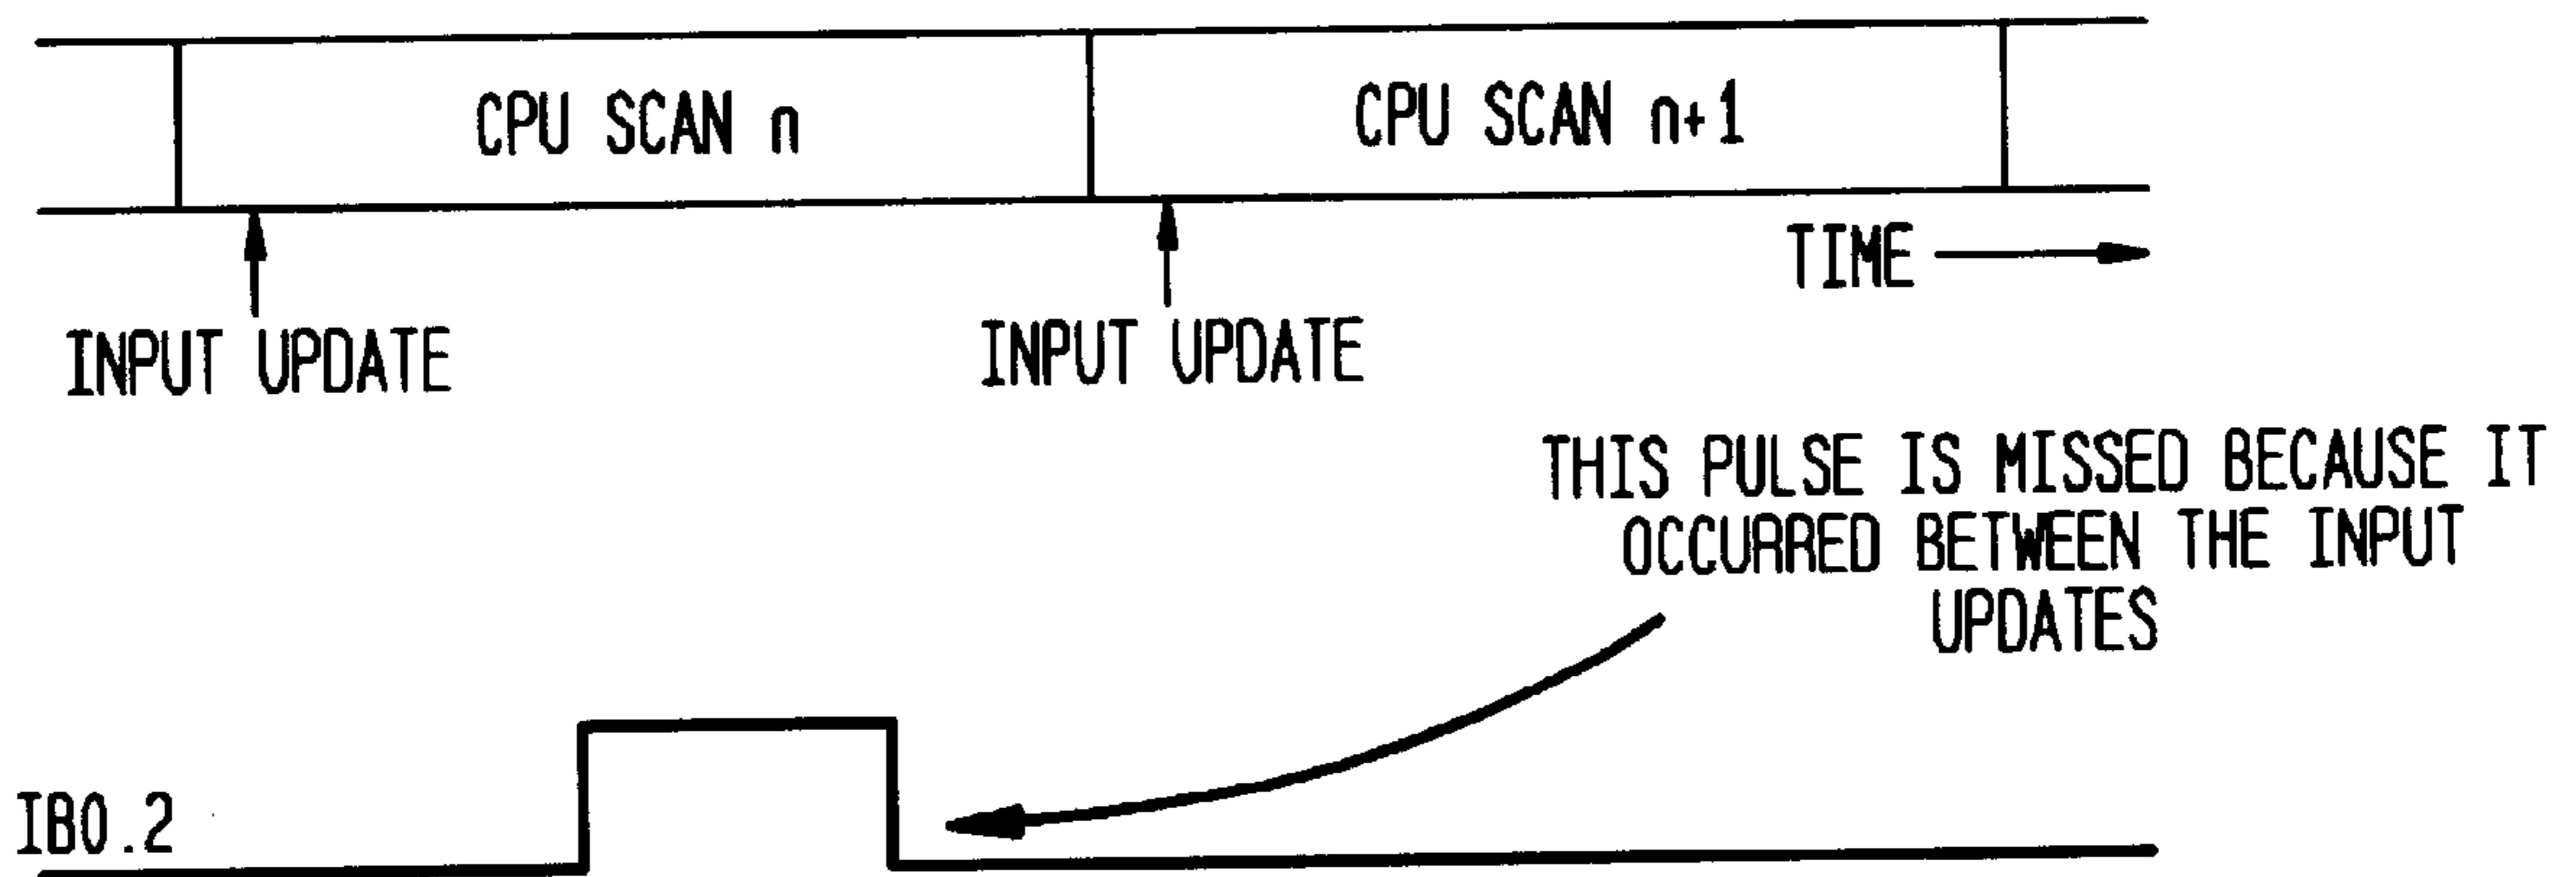 CPU SCAN n
CPU SCAN n+1
TIME
INPUT UPDATE
INPUT UPDATE
THIS PULSE IS MISSED BECAUSE IT
OCCURRED BETWEEN THE INPUT
UPDATES
IB0.2